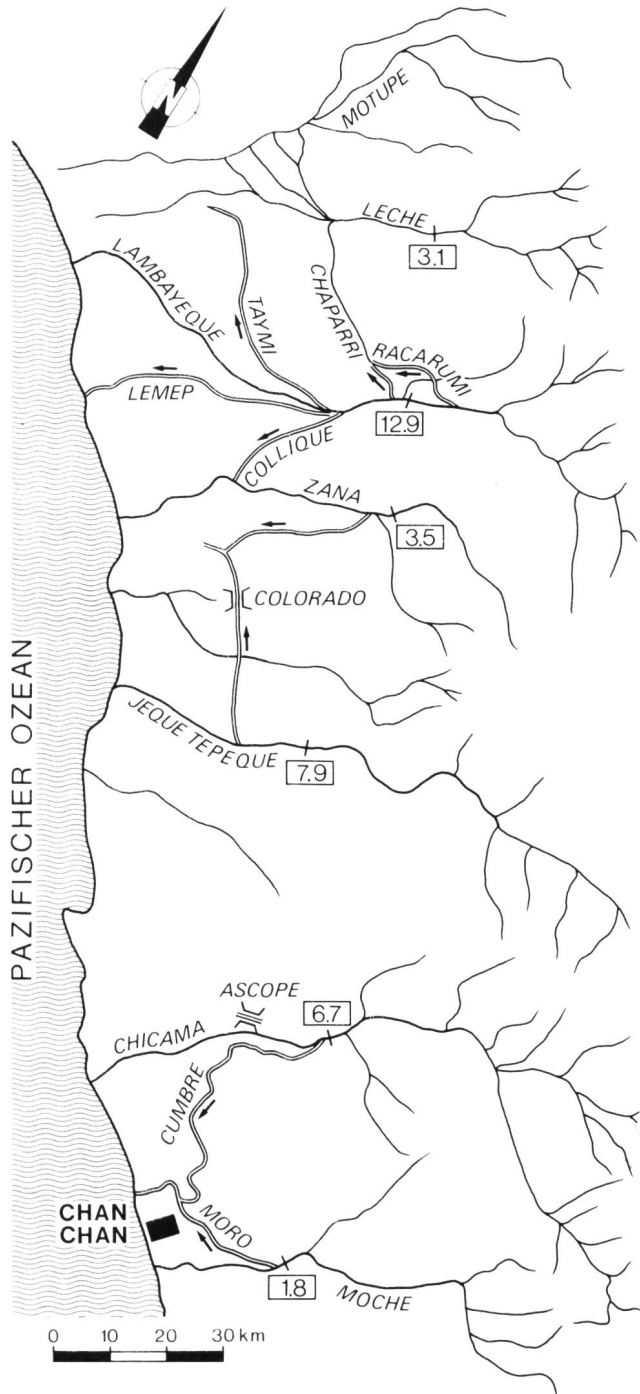 N
MOTUPE
LECHE
3.1
LAMBAYEQUE
TAYMI
CHAPARRI
RACARUMI
LEMEP
12.9
COLLIQUE
ZANA
3.5
COLORADO
PAZIFISCHER OZEAN
JEQUE TEPEQUE
7.9
ASCOPE
6.7
CHICAMA
CUMBRE
CHAN
CHAN
MORO
1.8
MOCHE
0 10 20 30 km